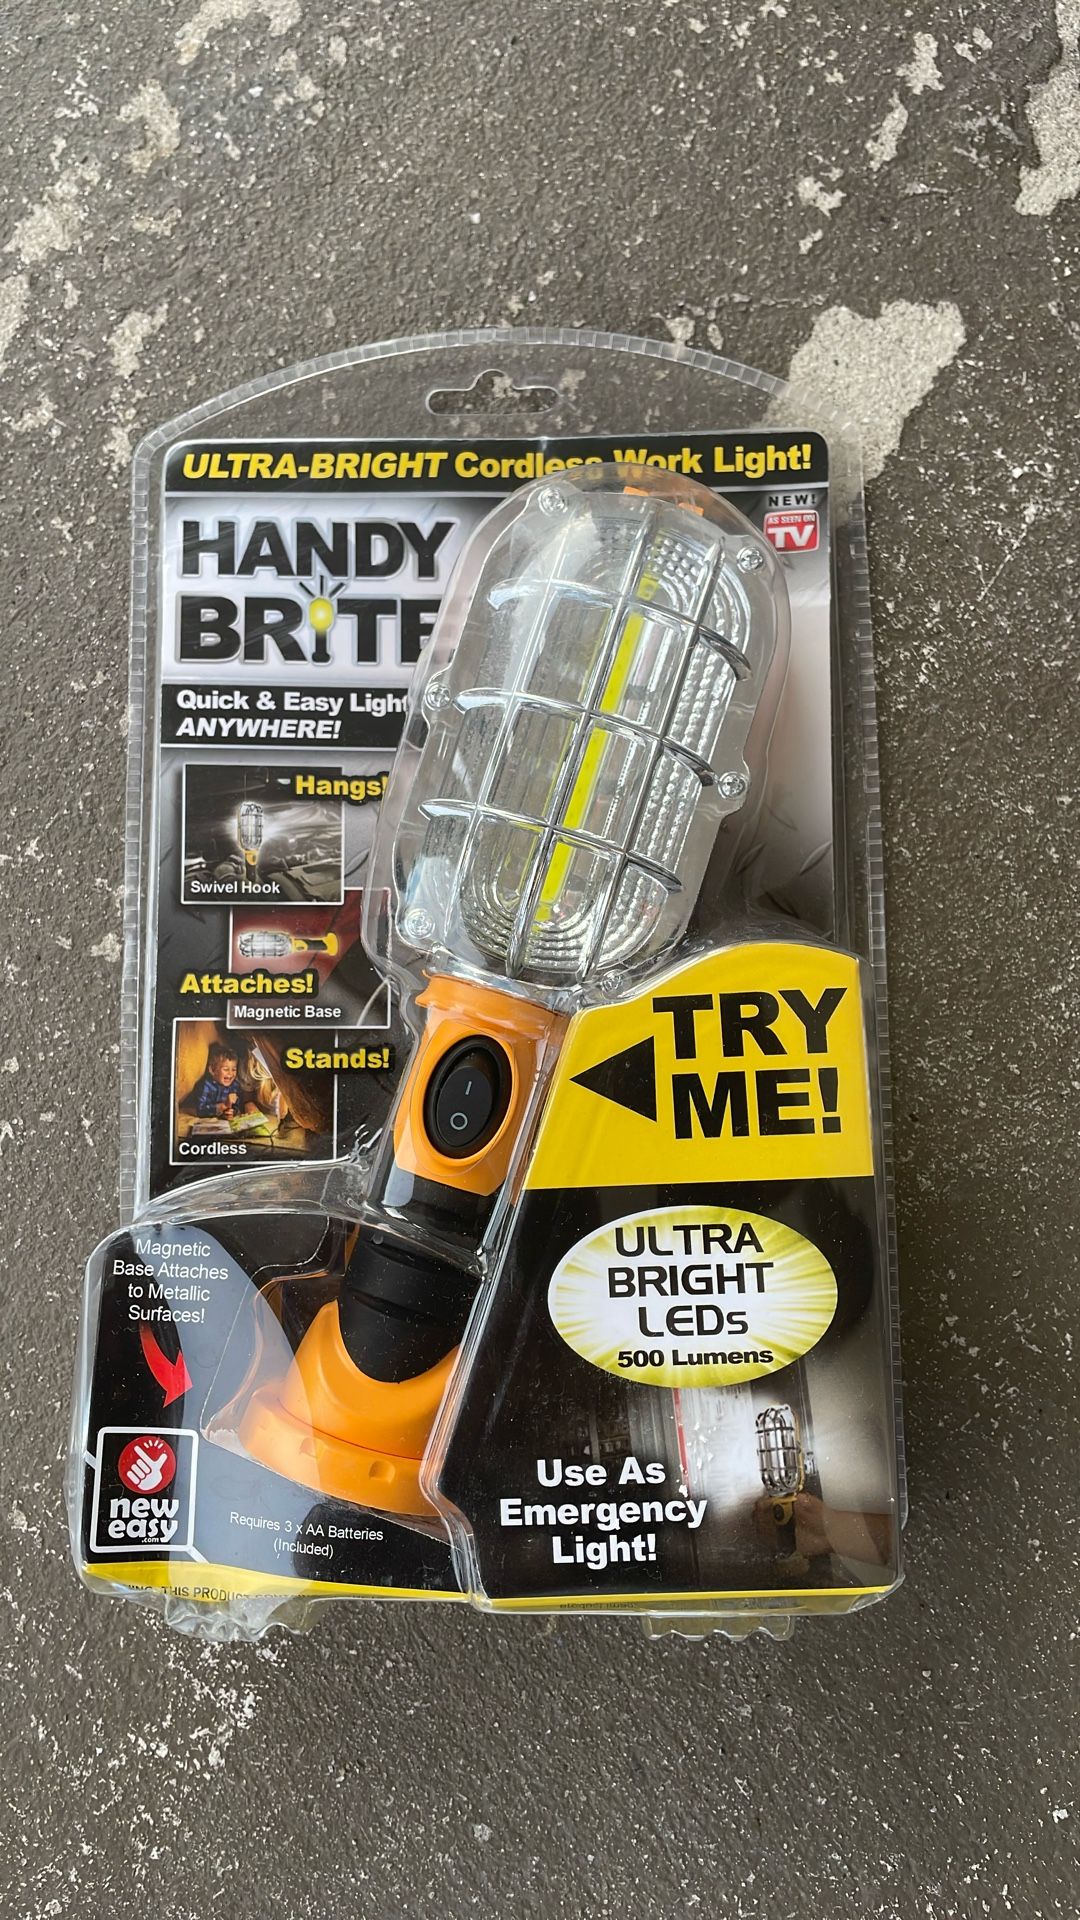 ULTRA-BRIGHT Cordless Work Light!
NEW!
AS SEEN ON
TV
HANDY
BRITE
Quick & Easy Light
ANYWHERE!
Hangs!
Swivel Hook
Attaches!
Magnetic Base
Stands!
Cordless
TRY
ME!
Magnetic
Base Attaches
to Metallic
Surfaces!
ULTRA
BRIGHT
LEDs
500 Lumens
Use As
Emergency
Light!
new
easy
.com
Requires 3 x AA Batteries
(Included)
THIS PRODUCT